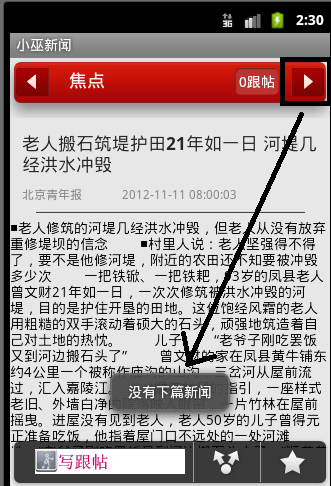 3G 2:30
小巫新闻
焦点 0跟帖
老人搬石筑堤护田21年如一日 河堤几
经洪水冲毁
北京青年报 2012-11-11 08:00:03
■老人修筑的河堤几经洪水冲毁,但老人从没有放弃
重修堤坝的信念 ■村里人说:老人坚强得不得
了,要不是他修河堤,附近的农田还不知要被冲毁
多少次 一把铁锨、一把铁耙,63岁的凤县老人
曾文财21年如一日,一次次修筑被洪水冲毁的河
堤,目的是护住开垦的田地。这位饱经风霜的老人
用粗糙的双手滚动着硕大的石头,顽强地筑造着自
己对土地的热忱。 儿子 “老爷子刚吃罢饭
又到河边搬石头了” 曾文财的家在凤县黄牛铺东
约4公里一个被称作庙沟的山沟,三岔河从屋前流
过,汇入嘉陵江 的指引,一座样式
老旧、外墙白净的 一片竹林在屋前
摇曳。进屋没有见到老人,老人50岁的儿子曾得元
正准备吃饭,他指着屋门口不远处的一处河滩
没有下篇新闻
写跟帖